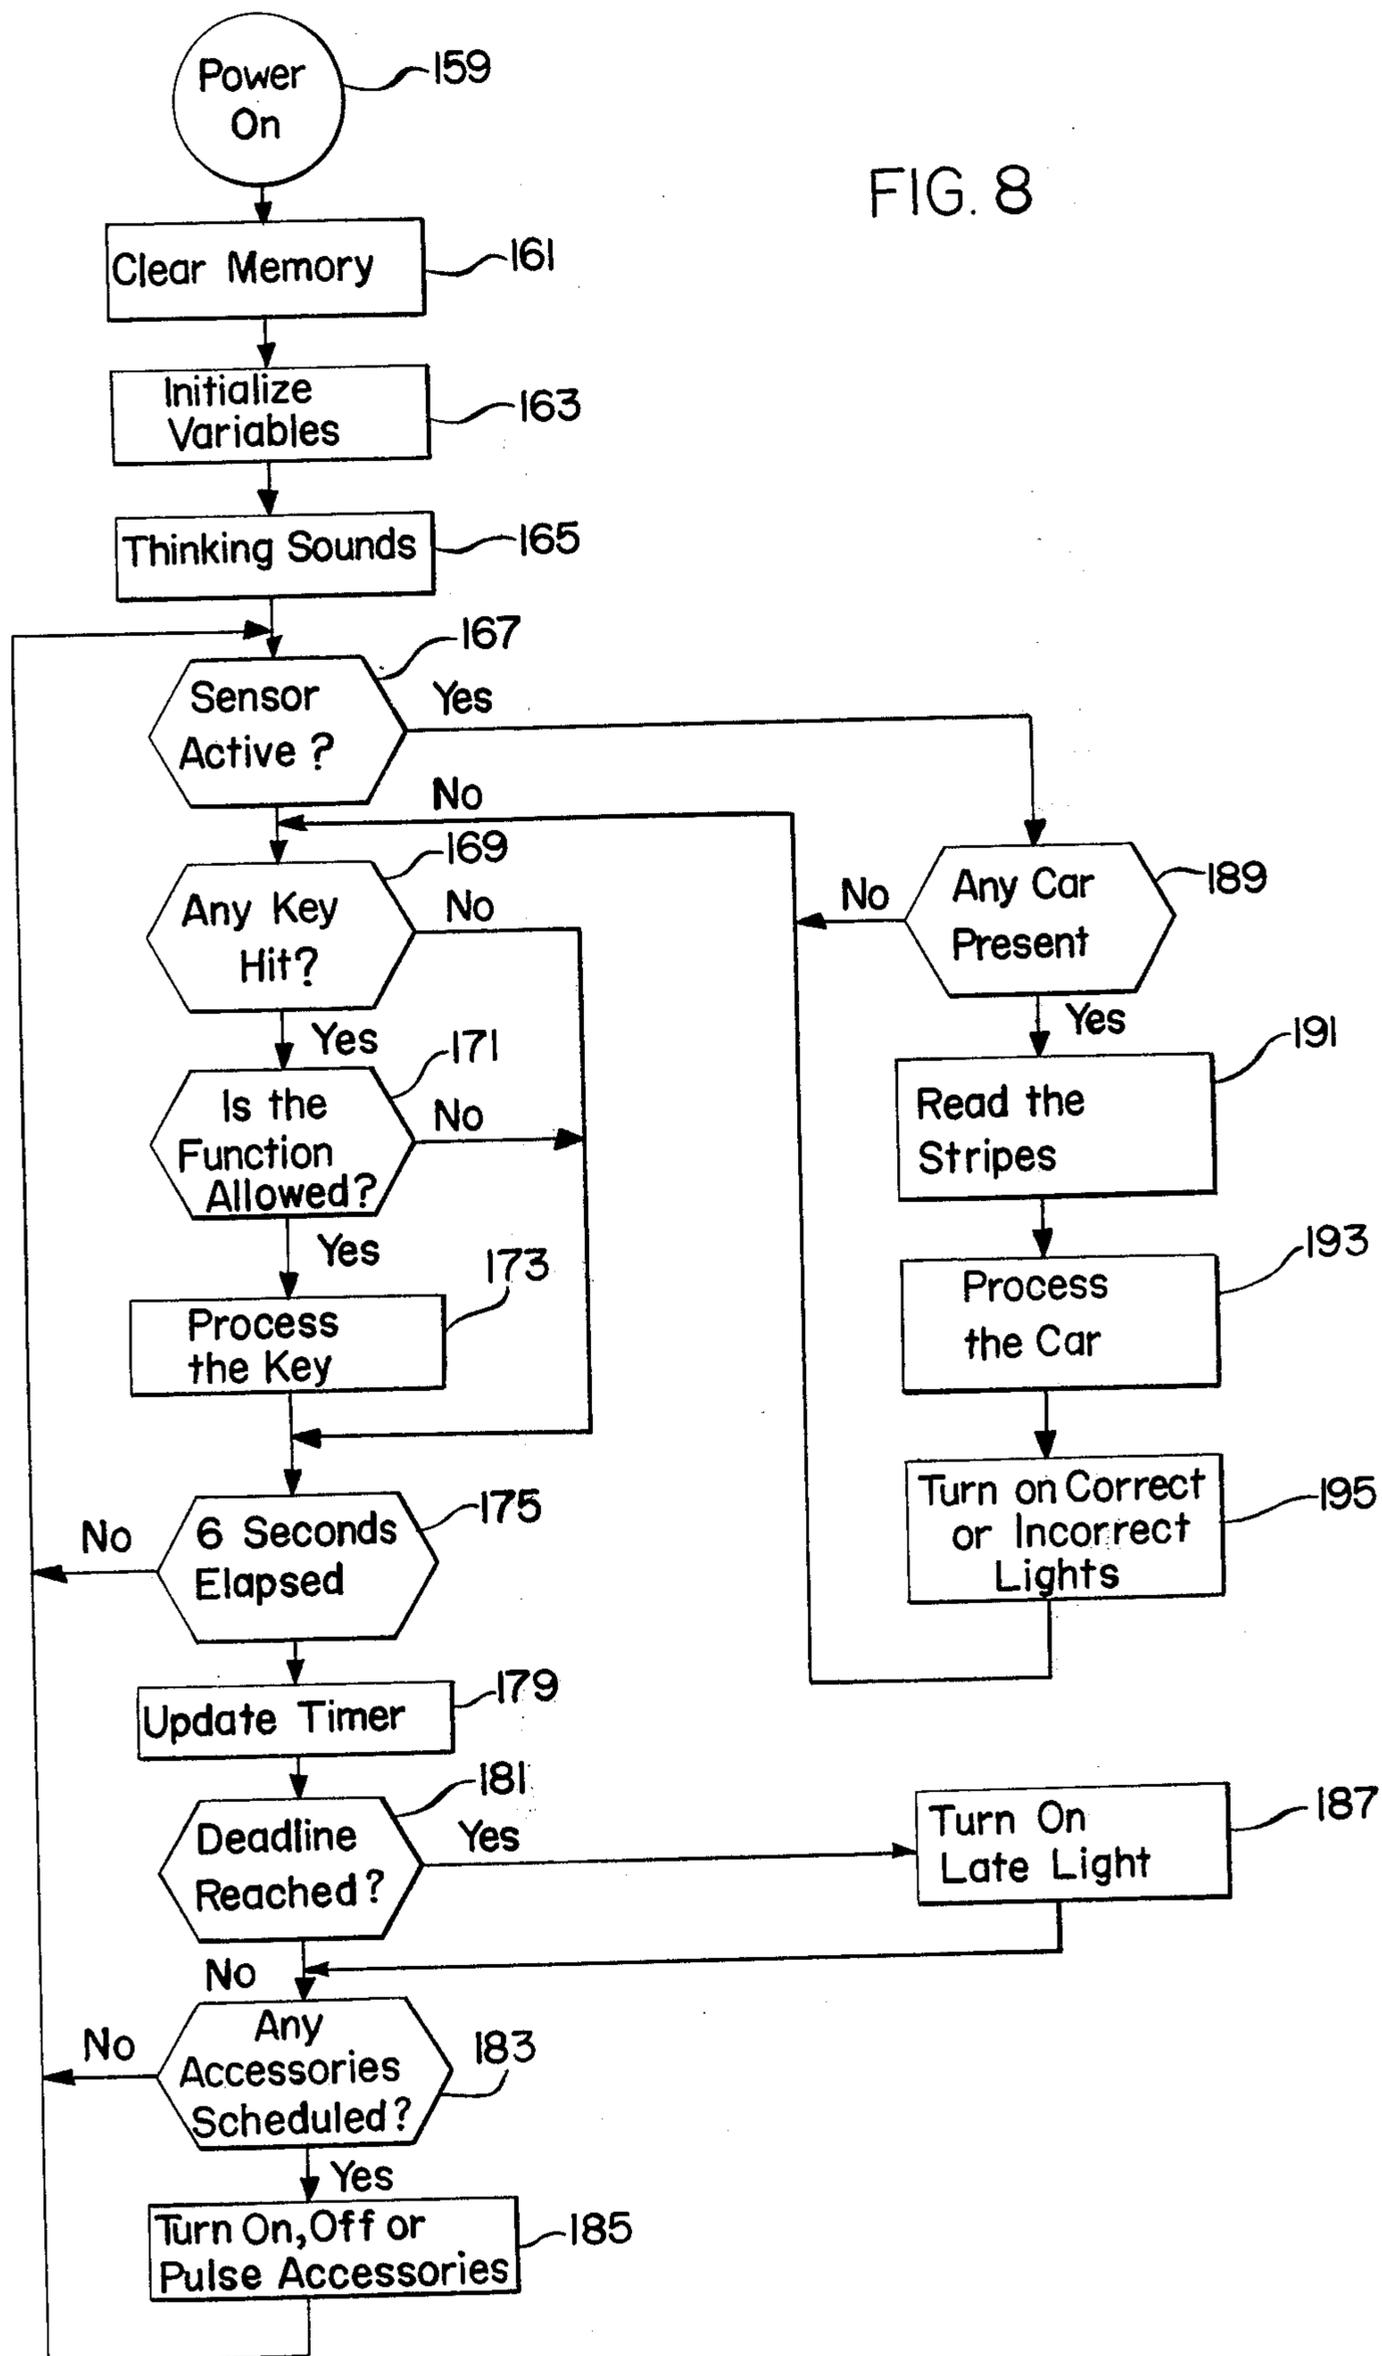 Power
On
159
FIG. 8
Clear Memory
161
Initialize
Variables
163
Thinking Sounds
165
167
Sensor
Active ?
Yes
No
169
Any Key
Hit?
No
Yes
Any Car
Present
189
No
Yes
171
Is the
Function
Allowed?
No
Yes
191
Read the
Stripes
173
Process
the Key
193
Process
the Car
175
6 Seconds
Elapsed
No
Turn on Correct
or Incorrect
Lights
195
Update Timer
179
181
Deadline
Reached?
Yes
No
Turn On
Late Light
187
Any
Accessories
Scheduled?
183
No
Yes
Turn On, Off or
Pulse Accessories
185